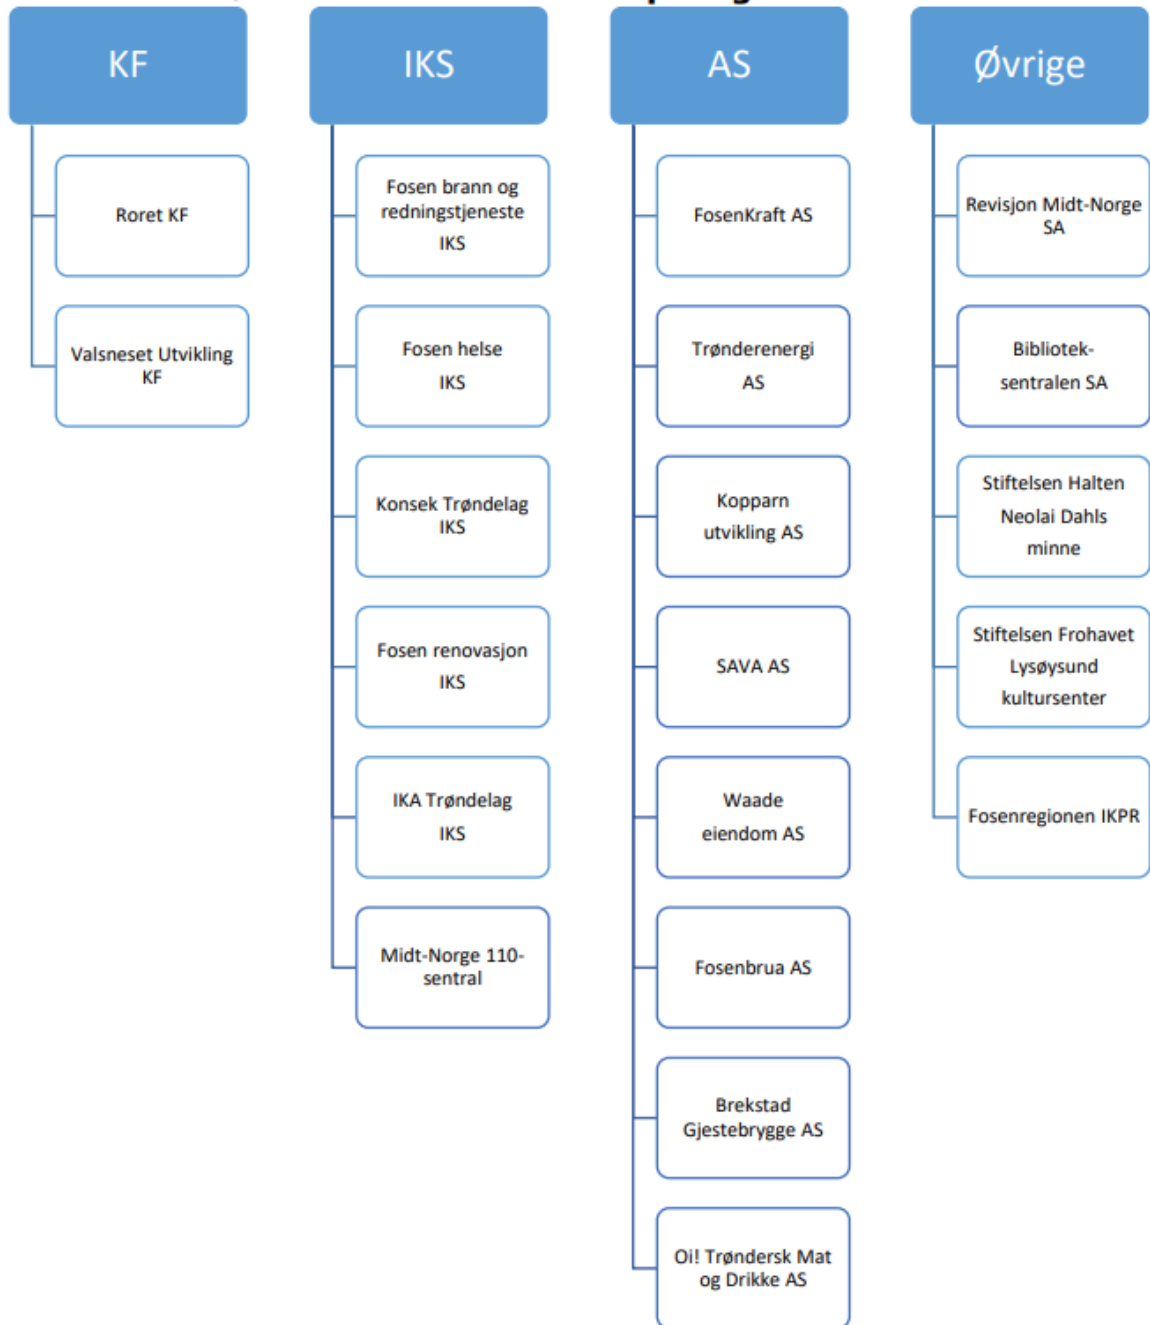 KF
Roret KF
Valsneset Utvikling
KF
IKS
Fosen brann og
redningstjeneste
IKS
Fosen helse
IKS
Konsek Trøndelag
IKS
Fosen renovasjon
IKS
IKA Trøndelag
IKS
Midt-Norge 110-
sentral
AS
FosenKraft AS
Trønderenergi
AS
Kopparn
utvikling AS
SAVA AS
Waade
eiendom AS
Fosenbrua AS
Brekstad
Gjestebrygge AS
Oi! Trøndersk Mat
og Drikke AS
Øvrige
Revisjon Midt-Norge
SA
Bibliotek-
sentralen SA
Stiftelsen Halten
Neolai Dahls
minne
Stiftelsen Frohavet
Lysøysund
kultursenter
Fosenregionen IKPR